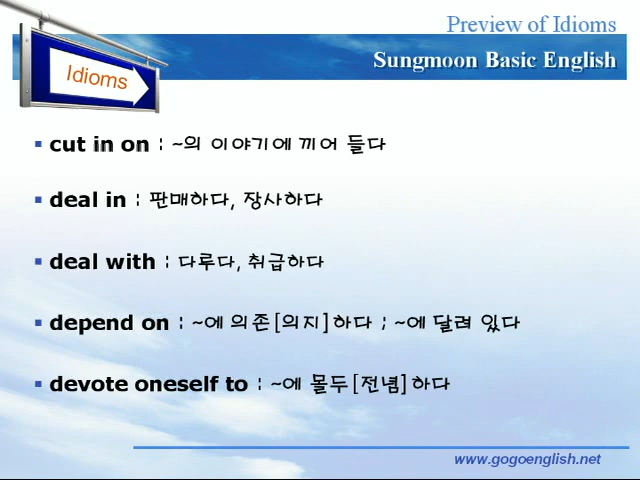 Preview of Idioms
Sungmoon Basic English
Idioms
cut in on : ~의 이야기에 끼어 들다
deal in : 판매하다, 장사하다
deal with : 다루다, 취급하다
depend on : ~에 의존[의지]하다 ; ~에 달려 있다
devote oneself to : ~에 몰두[전념]하다
www.gogoenglish.net